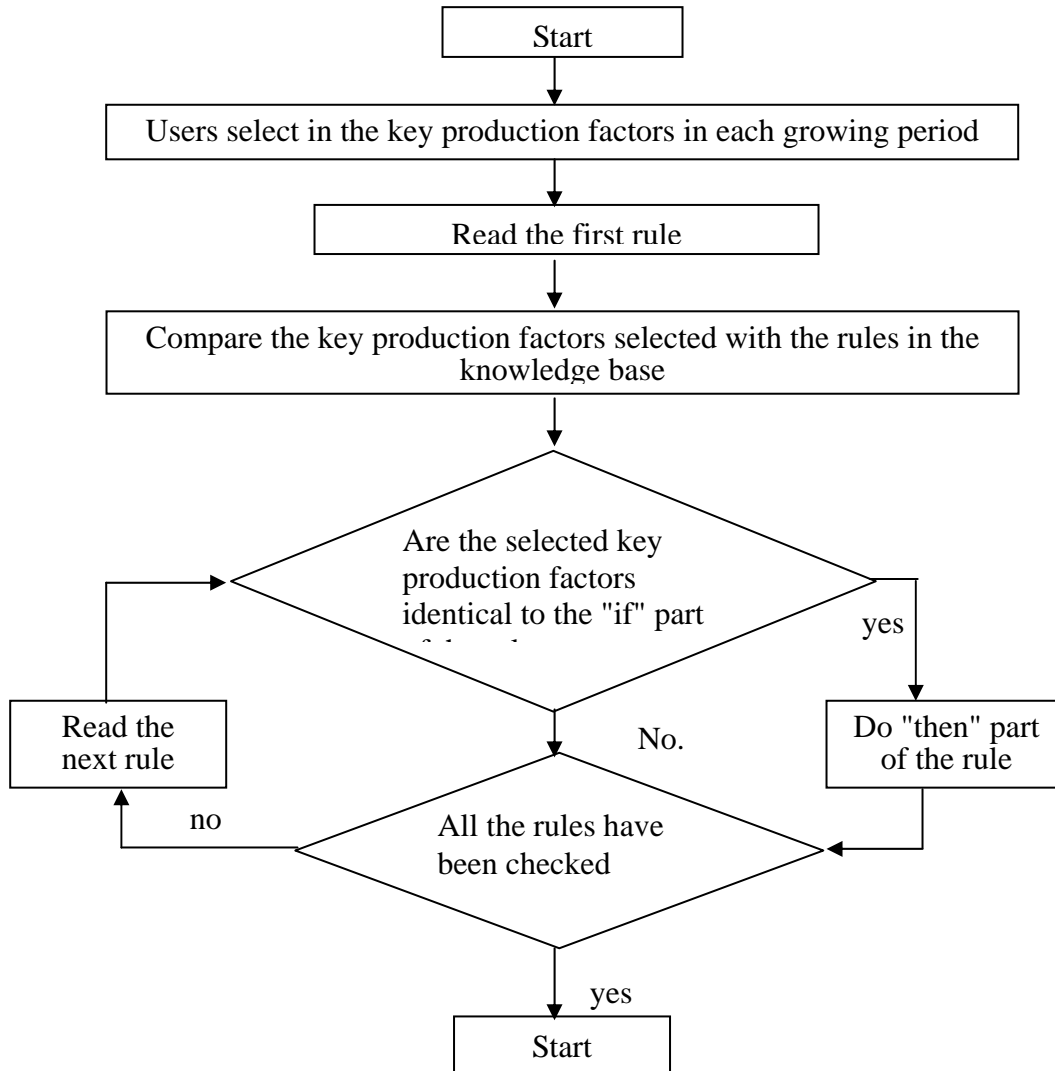 Start
Users select in the key production factors in each growing period
Read the first rule
Compare the key production factors selected with the rules in the
knowledge base
Are the selected key
production factors
identical to the "if" part
yes
Read the
next rule
No.
Do "then" part
of the rule
no
All the rules have
been checked
yes
Start